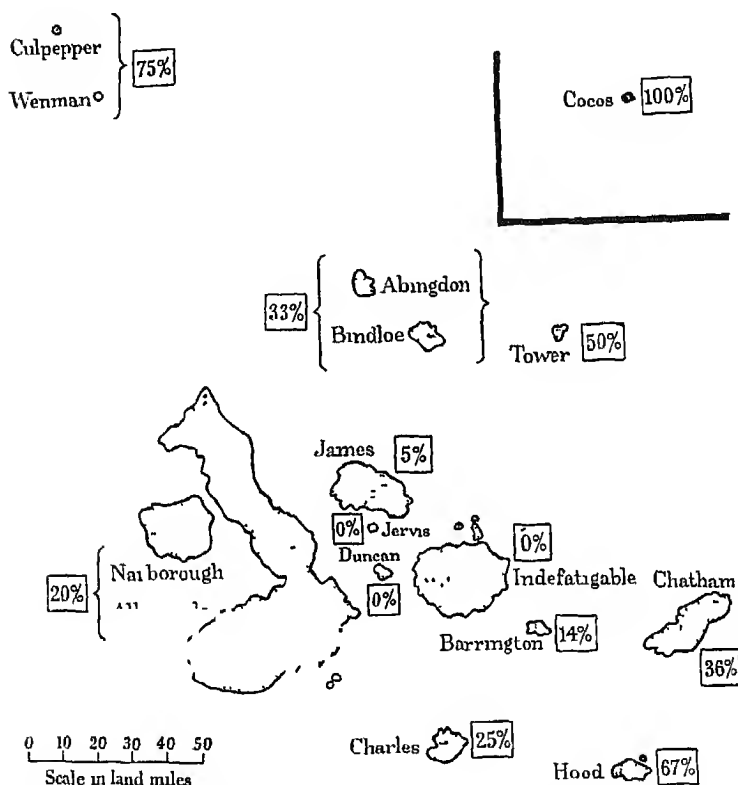 Culpepper
75%
Wenman
Cocos 100%
33%
Abingdon
Bindloe
Tower 50%
James 5%
0% Jervis
Duncan
0%
0%
Indefatigable
Narborough
20%
Chatham
Barrington 14%
36%
Charles 25%
Hood 67%
0 10 20 30 40 50
Scale in land miles